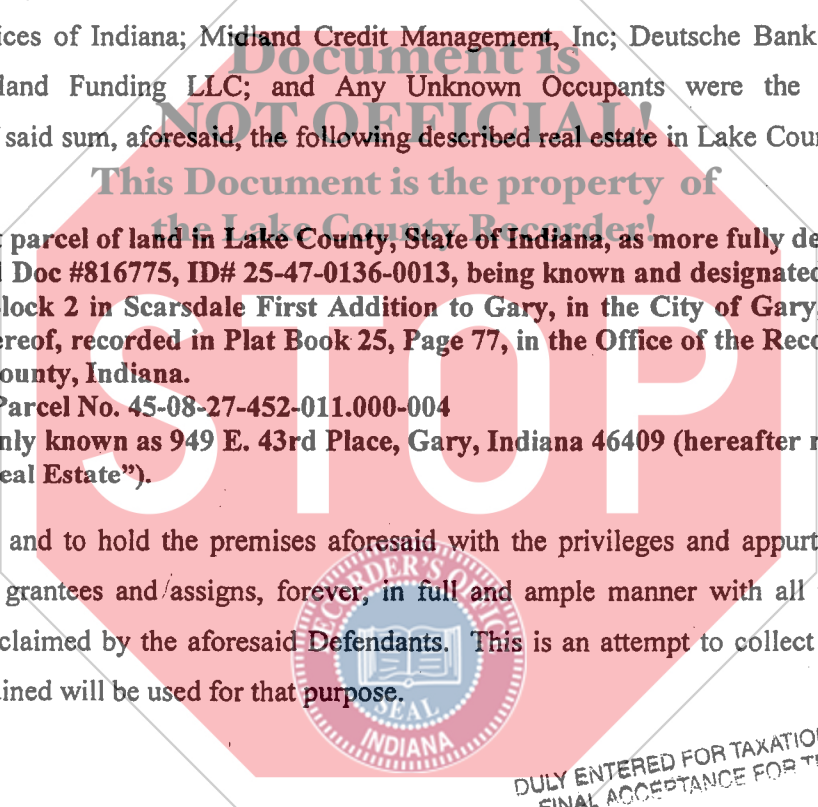 ices of Indiana; Midland Credit Management, Inc; Deutsche Bank
Document is
land Funding LLC; and Any Unknown Occupants were the
NOT OFFICIAL!
said sum, aforesaid, the following described real estate in Lake Cou
This Document is the property of
the Lake County Recorder!
parcel of land in Lake County, State of Indiana, as more fully de
Doc #816775, ID# 25-47-0136-0013, being known and designated
lock 2 in Scarsdale First Addition to Gary, in the City of Gary
ereof, recorded in Plat Book 25, Page 77, in the Office of the Reco
ounty, Indiana.
STOP
Parcel No. 45-08-27-452-011.000-004
nly known as 949 E. 43rd Place, Gary, Indiana 46409 (hereafter r
eal Estate”).
and to hold the premises aforesaid with the privileges and appurt
grantees and assigns, forever, in full and ample manner with all
claimed by the aforesaid Defendants. This is an attempt to collect
ined will be used for that purpose.
RECORDER'S OFFICE
SEAL
INDIANA
DULY ENTERED FOR TAXATIO
FINAL ACCEPTANCE FOR T